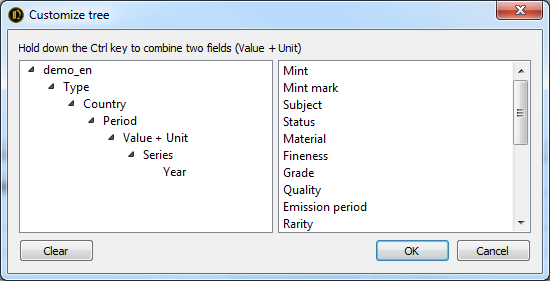 Customize tree
Hold down the Ctrl key to combine two fields (Value + Unit)
demo_en
Type
Country
Period
Value + Unit
Series
Year
Mint
Mint mark
Subject
Status
Material
Fineness
Grade
Quality
Emission period
Rarity
Clear
OK
Cancel